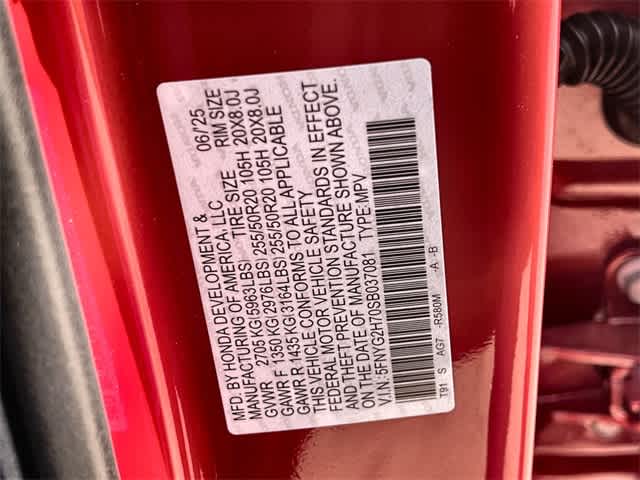 MFD. BY HONDA DEVELOPMENT & 06/25
MANUFACTURING OF AMERICA, LLC
TIRE SIZE RIM SIZE
GVWR 2705 KG(5963LBS)
GAWR F 1350 KG(2976LBS) 255/50R20 105H 20X8.0J
GAWR R 1435 KG(3164LBS) 255/50R20 105H 20X8.0J
THIS VEHICLE CONFORMS TO ALL APPLICABLE
FEDERAL MOTOR VEHICLE SAFETY
AND THEFT PREVENTION STANDARDS IN EFFECT
ON THE DATE OF MANUFACTURE SHOWN ABOVE.
V.I.N.:5FNYG2H70SB037081 TYPE:MPV
T91 S AG7 -R580M -A -B